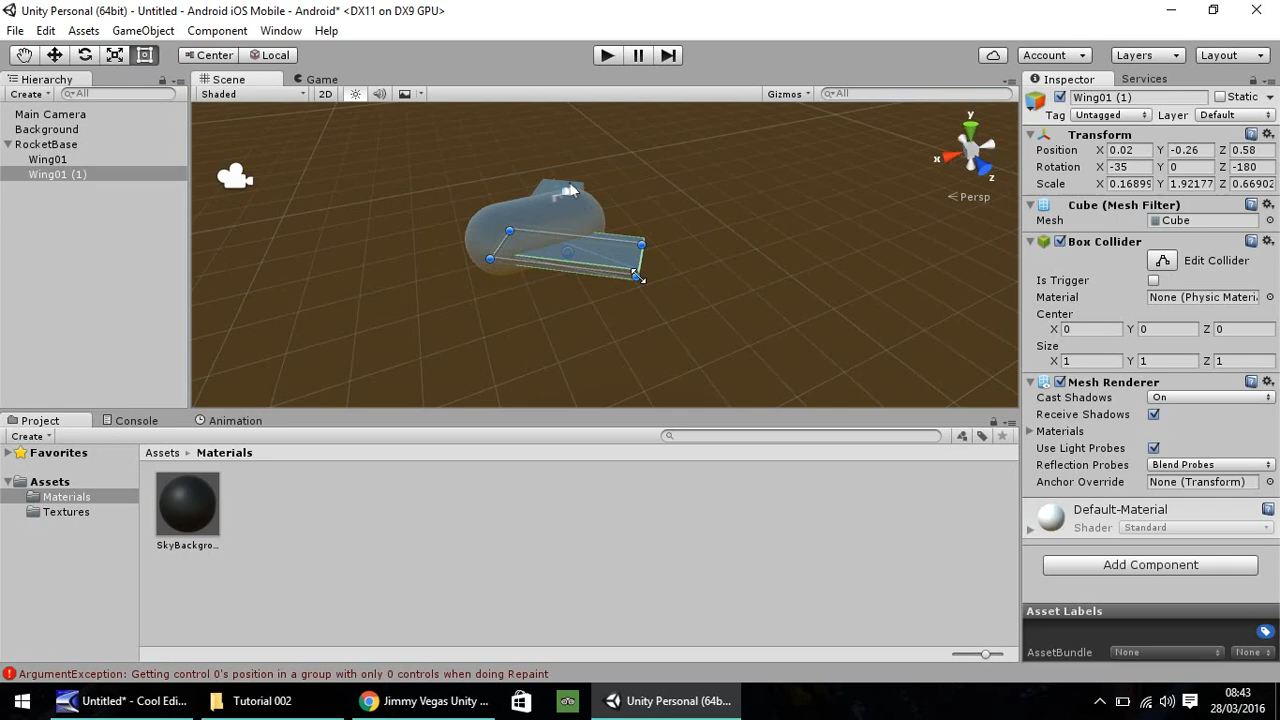 Unity Personal (64bit) - Untitled - Android iOS Mobile - Android* <DX11 on DX9 GPU>
File Edit Assets GameObject Component Window Help
Center Local Account Layers Layout
Hierarchy Scene Game Inspector Services
Create All Shaded 2D Gizmos All Wing01 (1) Static
Tag Untagged Layer Default
Main Camera
Background
RocketBase
Wing01
Wing01 (1)
y
x
z
Persp
Transform
Position X 0.02 Y -0.26 Z 0.58
Rotation X -35 Y 0 Z -180
Scale X 0.16899 Y 1.92177 Z 0.66902
Cube (Mesh Filter)
Mesh Cube
Box Collider
Edit Collider
Is Trigger
Material None (Physic Materi
Center
X 0 Y 0 Z 0
Size
X 1 Y 1 Z 1
Mesh Renderer
Cast Shadows On
Receive Shadows
Materials
Use Light Probes
Reflection Probes Blend Probes
Anchor Override None (Transform)
Default-Material
Shader Standard
Add Component
Asset Labels
AssetBundle None None
Project Console Animation
Create
Favorites
Assets
Materials
Textures
Assets Materials
SkyBackgro...
ArgumentException: Getting control 0's position in a group with only 0 controls when doing Repaint
Untitled* - Cool Edi... Tutorial 002 Jimmy Vegas Unity ... Unity Personal (64b...
08:43
28/03/2016